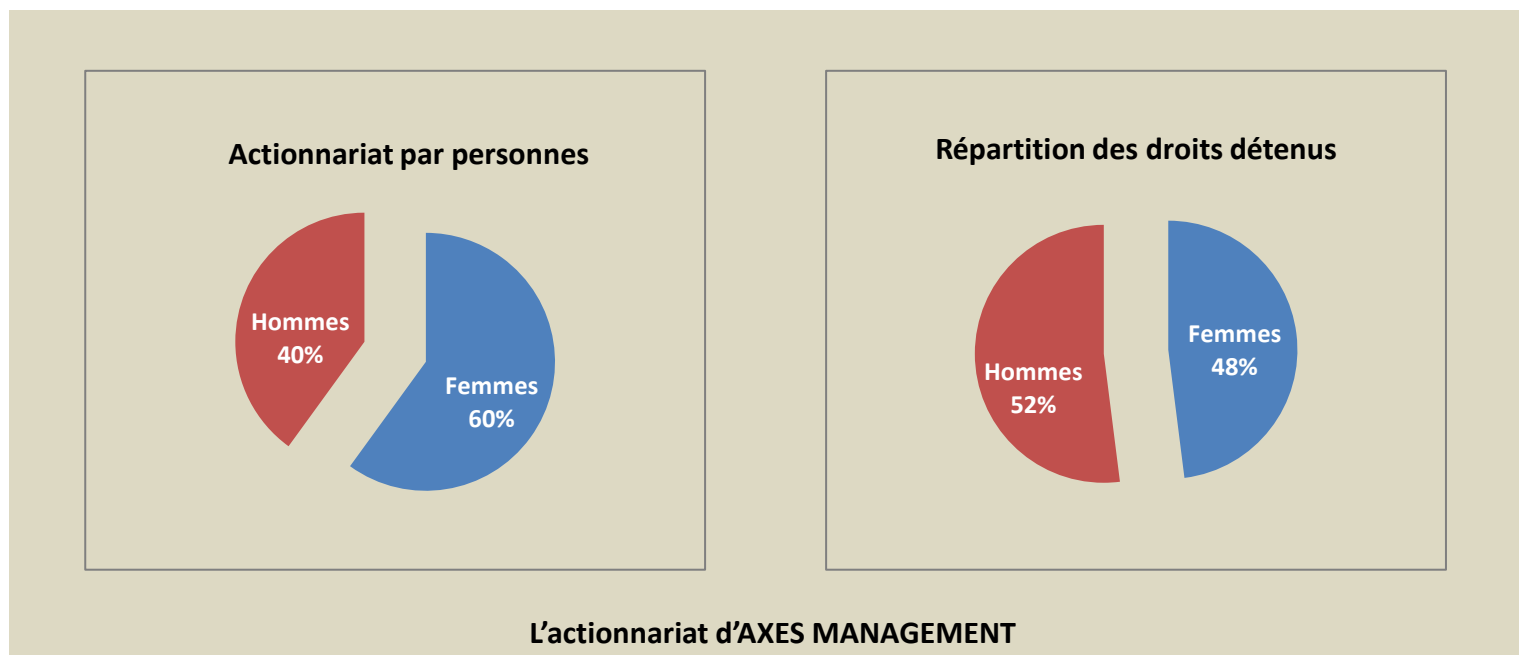 Actionnariat par personnes
Hommes
40%
Femmes
60%
Répartition des droits détenus
Hommes
52%
Femmes
48%
L’actionnariat d’AXES MANAGEMENT